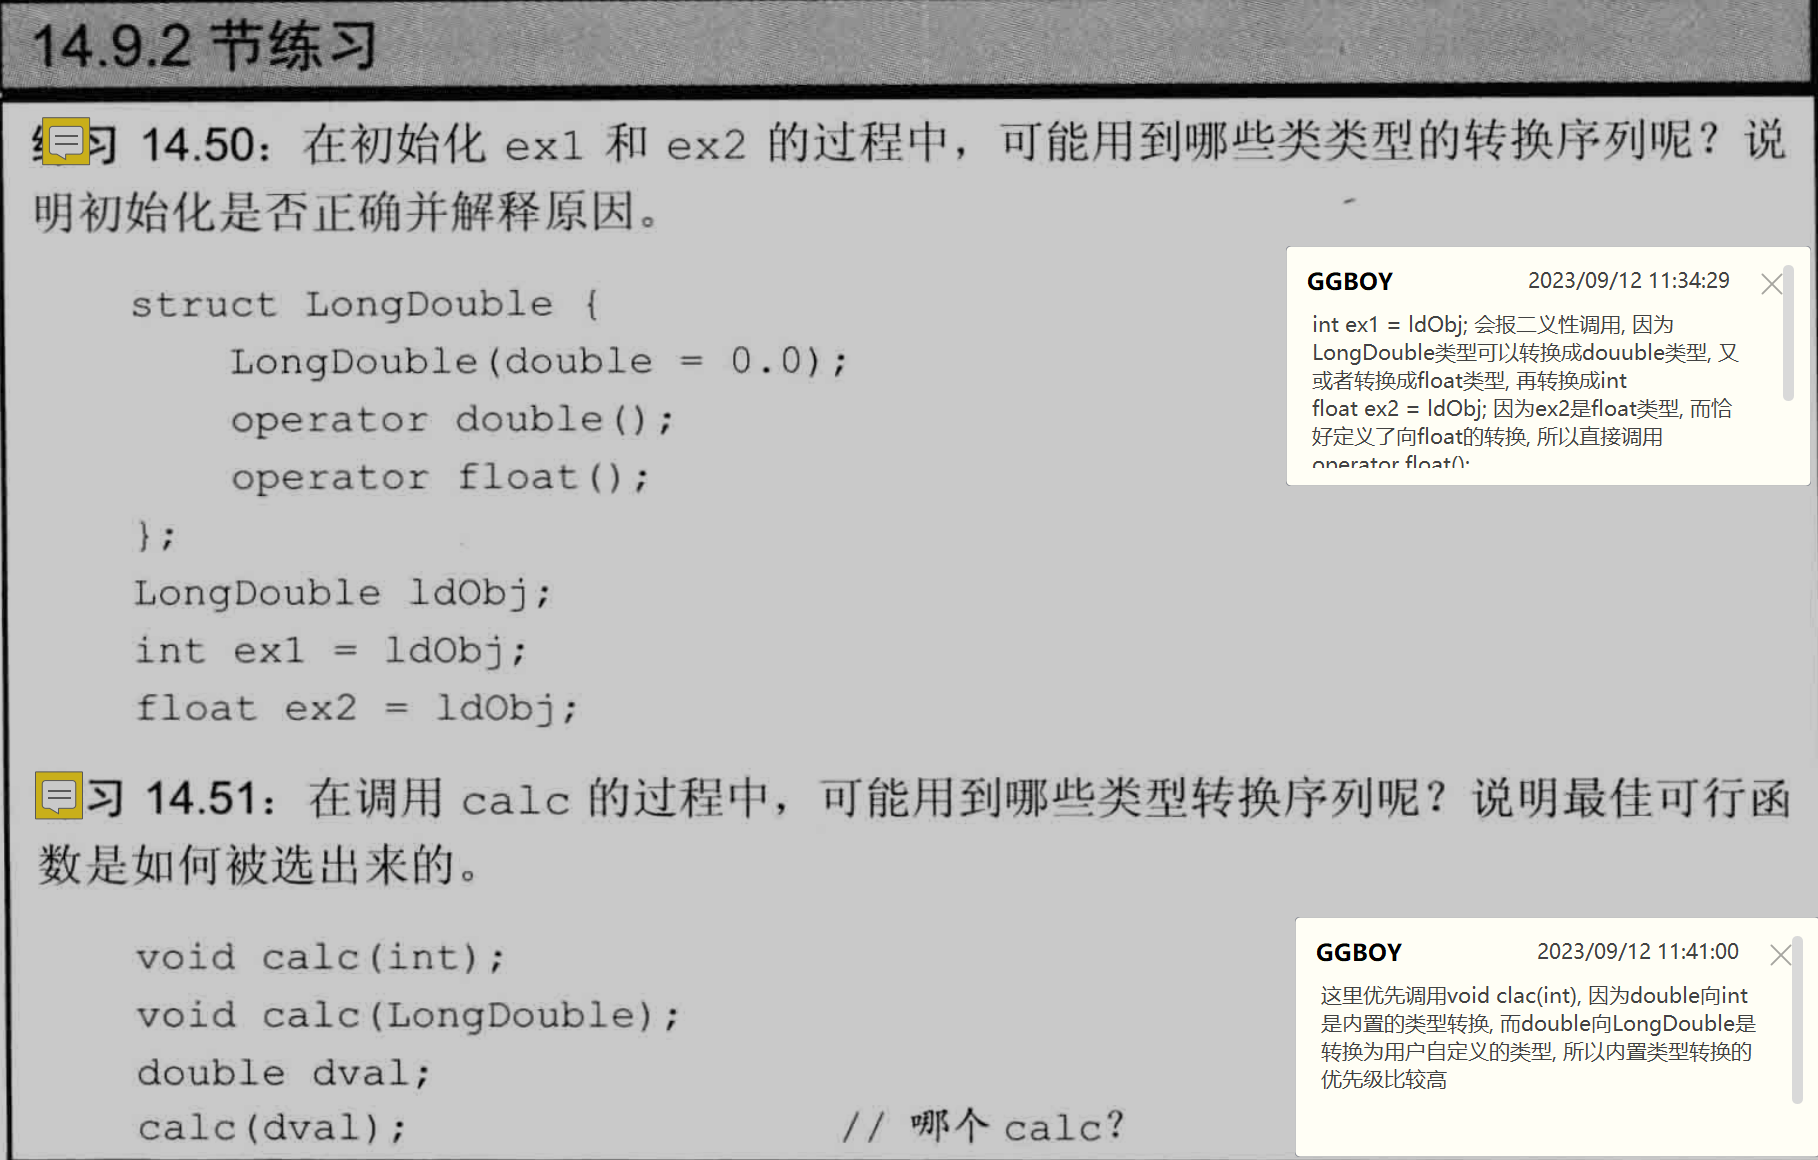 14.9.2 节练习
习 14.50：在初始化 ex1 和 ex2 的过程中，可能用到哪些类类型的转换序列呢？说
明初始化是否正确并解释原因。
struct LongDouble {
LongDouble(double = 0.0);
operator double();
operator float();
};
LongDouble ldObj;
int ex1 = ldObj;
float ex2 = ldObj;
GGBOY 2023/09/12 11:34:29
int ex1 = ldObj; 会报二义性调用, 因为
LongDouble类型可以转换成douuble类型, 又
或者转换成float类型, 再转换成int
float ex2 = ldObj; 因为ex2是float类型, 而恰
好定义了向float的转换, 所以直接调用
operator float();
习 14.51：在调用 calc 的过程中，可能用到哪些类型转换序列呢？说明最佳可行函
数是如何被选出来的。
void calc(int);
void calc(LongDouble);
double dval;
calc(dval); // 哪个 calc？
GGBOY 2023/09/12 11:41:00
这里优先调用void clac(int), 因为double向int
是内置的类型转换, 而double向LongDouble是
转换为用户自定义的类型, 所以内置类型转换的
优先级比较高